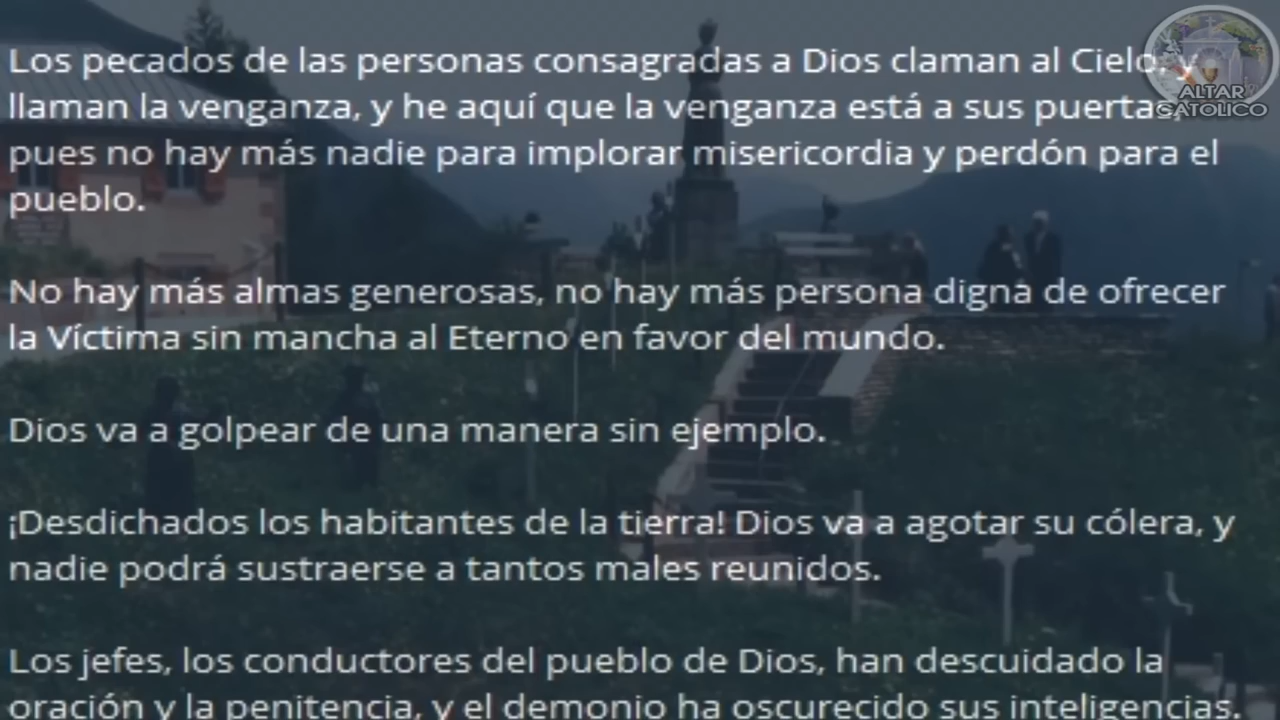 Los pecados de las personas consagradas a Dios claman al Cielo, y
llaman la venganza, y he aquí que la venganza está a sus puertas,
pues no hay más nadie para implorar misericordia y perdón para el
pueblo.
No hay más almas generosas, no hay más persona digna de ofrecer
la Víctima sin mancha al Eterno en favor del mundo.
Dios va a golpear de una manera sin ejemplo.
¡Desdichados los habitantes de la tierra! Dios va a agotar su cólera, y
nadie podrá sustraerse a tantos males reunidos.
Los jefes, los conductores del pueblo de Dios, han descuidado la
oración y la penitencia, y el demonio ha oscurecido sus inteligencias.
ALTAR
CATOLICO